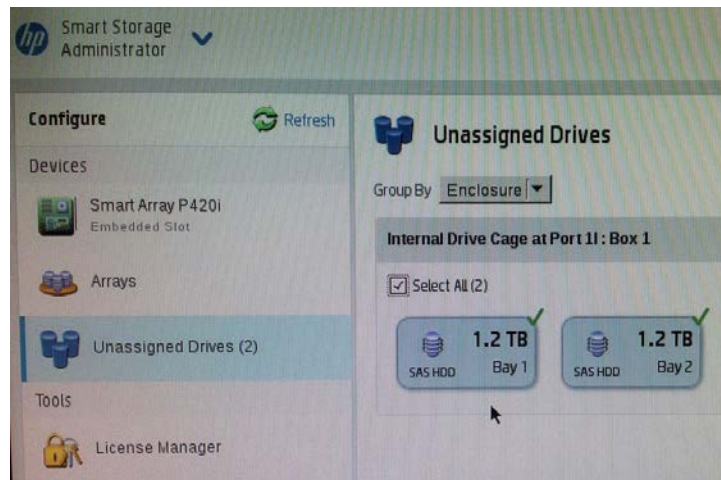 hp
Smart Storage
Administrator
Configure
Refresh
Devices
Smart Array P420i
Embedded Slot
Arrays
Unassigned Drives (2)
Tools
License Manager
Unassigned Drives
Group By Enclosure
Internal Drive Cage at Port 1I : Box 1
Select All (2)
1.2 TB
SAS HDD Bay 1
1.2 TB
SAS HDD Bay 2